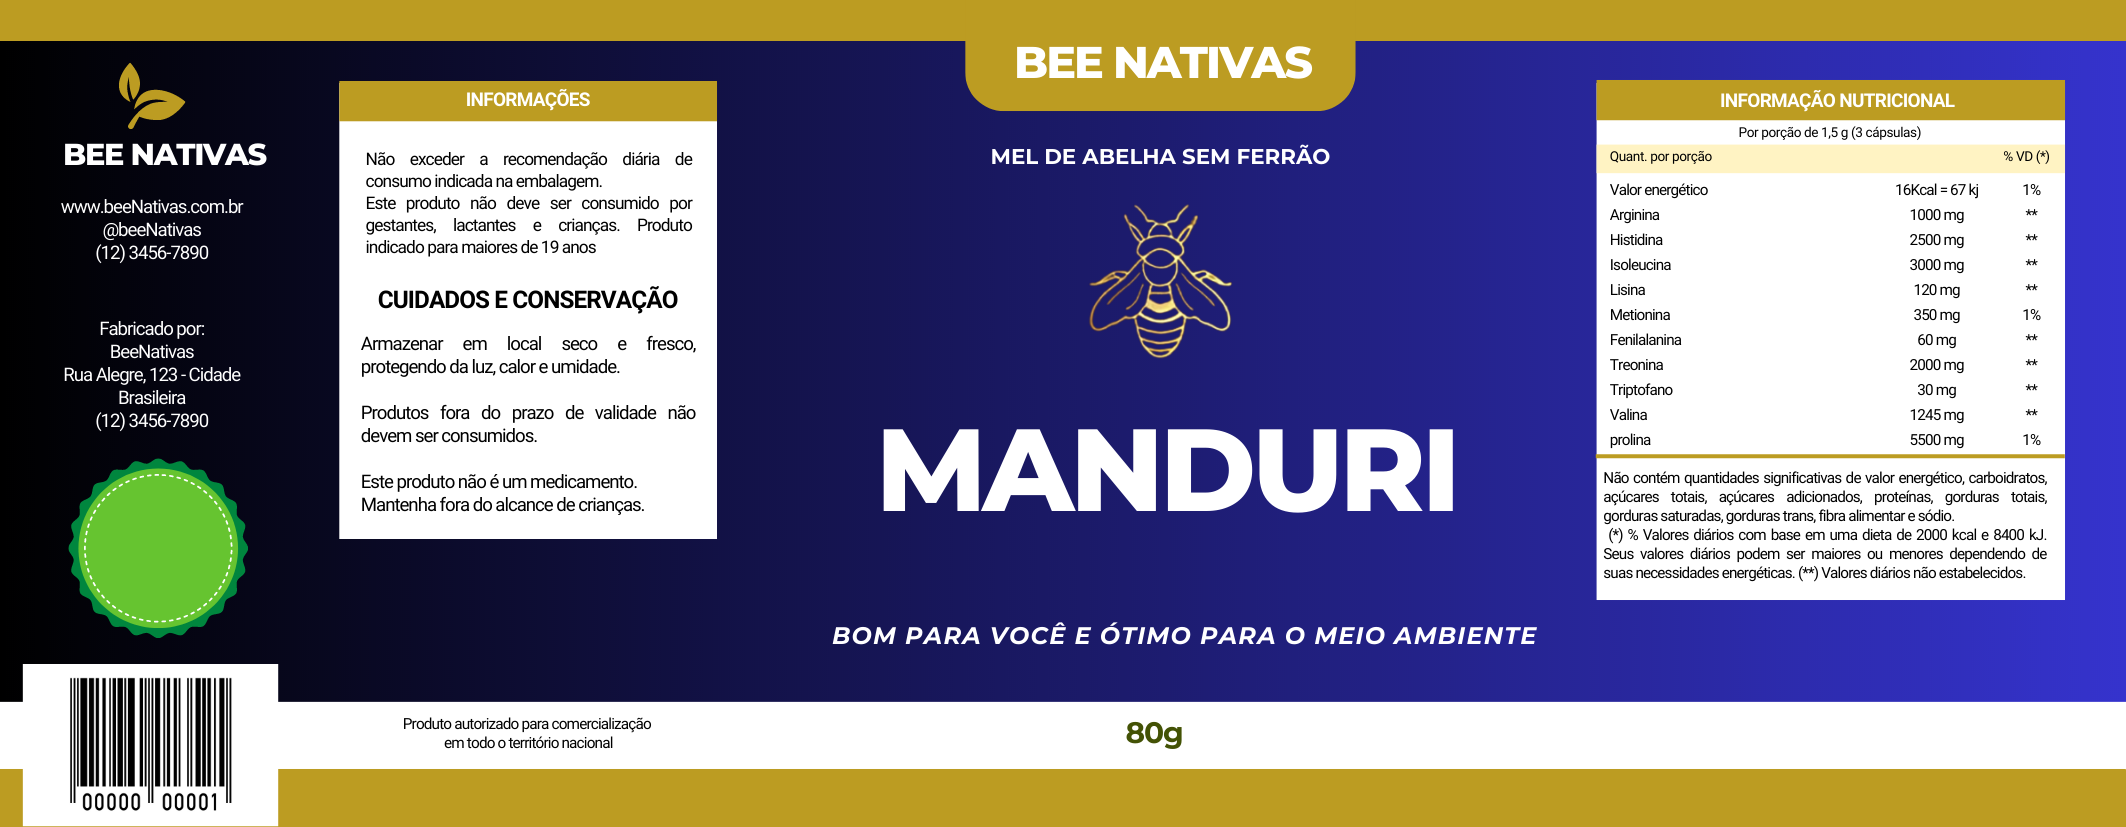 BEE NATIVAS
www.beeNativas.com.br
@beeNativas
(12) 3456-7890
Fabricado por:
BeeNativas
Rua Alegre, 123 - Cidade
Brasileira
(12) 3456-7890
00000 00001
INFORMAÇÕES
Não exceder a recomendação diária de
consumo indicada na embalagem.
Este produto não deve ser consumido por
gestantes, lactantes e crianças. Produto
indicado para maiores de 19 anos
CUIDADOS E CONSERVAÇÃO
Armazenar em local seco e fresco,
protegendo da luz, calor e umidade.
Produtos fora do prazo de validade não
devem ser consumidos.
Este produto não é um medicamento.
Mantenha fora do alcance de crianças.
Produto autorizado para comercialização
em todo o território nacional
BEE NATIVAS
MEL DE ABELHA SEM FERRÃO
MANDURI
BOM PARA VOCÊ E ÓTIMO PARA O MEIO AMBIENTE
80g
INFORMAÇÃO NUTRICIONAL
Por porção de 1,5 g (3 cápsulas)
Quant. por porção % VD (*)
Valor energético 16Kcal = 67 kj 1%
Arginina 1000 mg **
Histidina 2500 mg **
Isoleucina 3000 mg **
Lisina 120 mg **
Metionina 350 mg 1%
Fenilalanina 60 mg **
Treonina 2000 mg **
Triptofano 30 mg **
Valina 1245 mg **
prolina 5500 mg 1%
Não contém quantidades significativas de valor energético, carboidratos,
açúcares totais, açúcares adicionados, proteínas, gorduras totais,
gorduras saturadas, gorduras trans, fibra alimentar e sódio.
(*) % Valores diários com base em uma dieta de 2000 kcal e 8400 kJ.
Seus valores diários podem ser maiores ou menores dependendo de
suas necessidades energéticas. (**) Valores diários não estabelecidos.